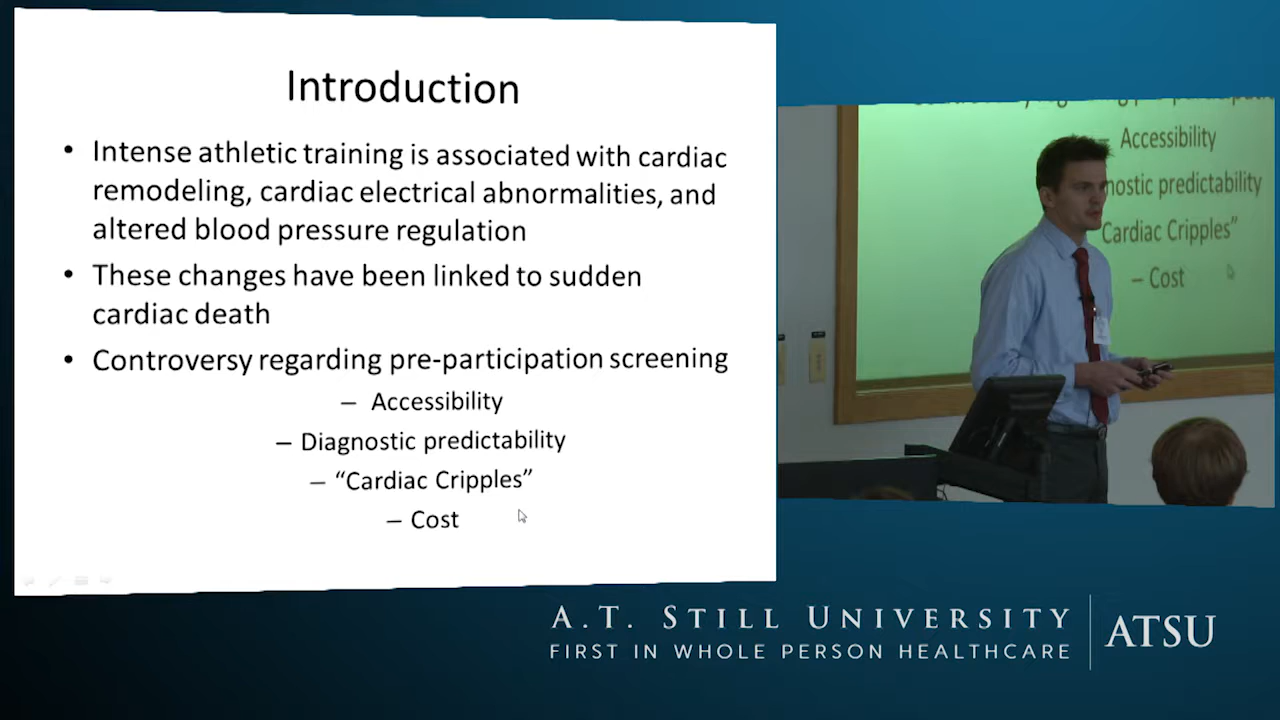 Introduction
• Intense athletic training is associated with cardiac
remodeling, cardiac electrical abnormalities, and
altered blood pressure regulation
• These changes have been linked to sudden
cardiac death
• Controversy regarding pre-participation screening
– Accessibility
– Diagnostic predictability
– “Cardiac Cripples”
– Cost
Accessibility
nostic predictability
Cardiac Cripples”
– Cost
A.T. STILL UNIVERSITY
FIRST IN WHOLE PERSON HEALTHCARE
ATSU